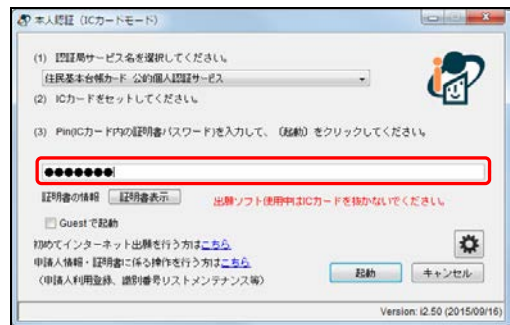 本人認証 (ICカードモード)
(1) 認証局サービス名を選択してください。
住民基本台帳カード 公的個人認証サービス
(2) ICカードをセットしてください。
(3) Pin(ICカード内の証明書パスワード)を入力して、(起動) をクリックしてください。
●●●●●●●
証明書の情報 証明書表示 出願ソフト使用中はICカードを抜かないでください。
Guest で起動
初めてインターネット出願を行う方はこちら
申請人情報・証明書に係る操作を行う方はこちら
(申請人利用登録、識別番号リストメンテナンス等)
起動 キャンセル
Version: i2.50 (2015/09/16)